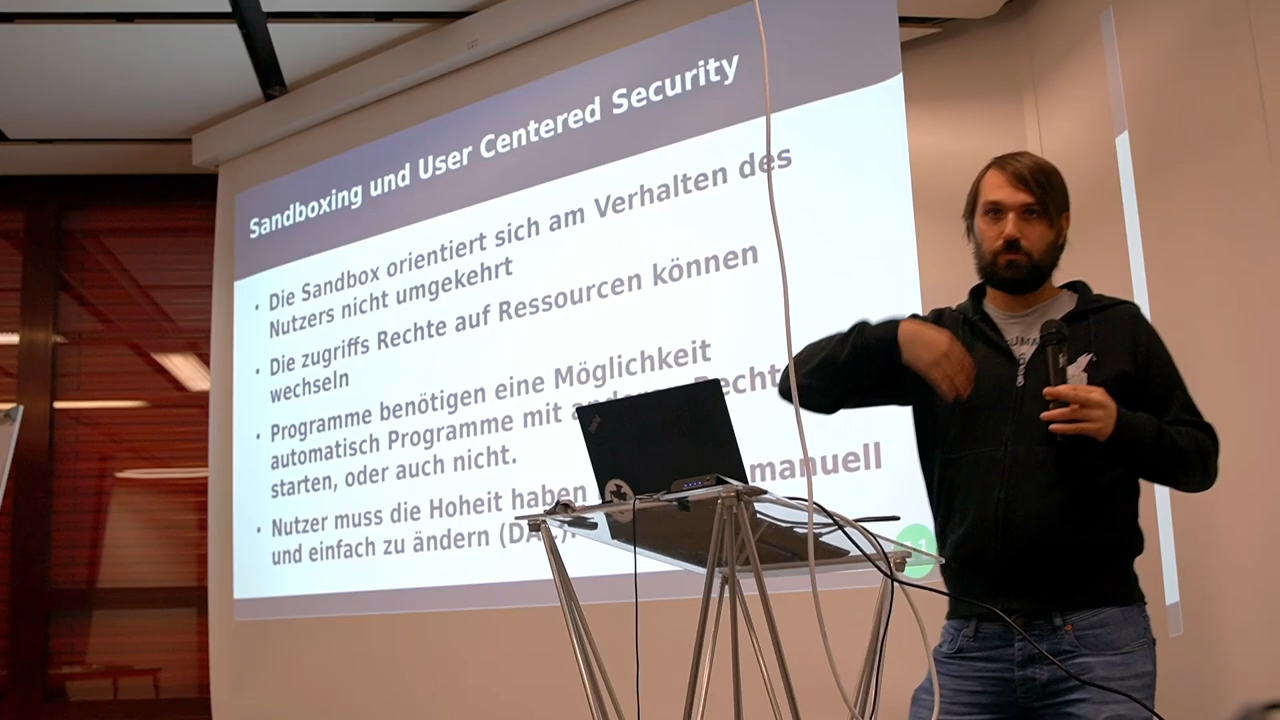 Sandboxing und User Centered Security
• Die Sandbox orientiert sich am Verhalten des
Nutzers nicht umgekehrt
• Die zugriffs Rechte auf Ressourcen können
wechseln
• Programme benötigen eine Möglichkeit
automatisch Programme mit
starten, oder auch nicht.
• Nutzer muss die Hoheit haben manuell
und einfach zu ändern